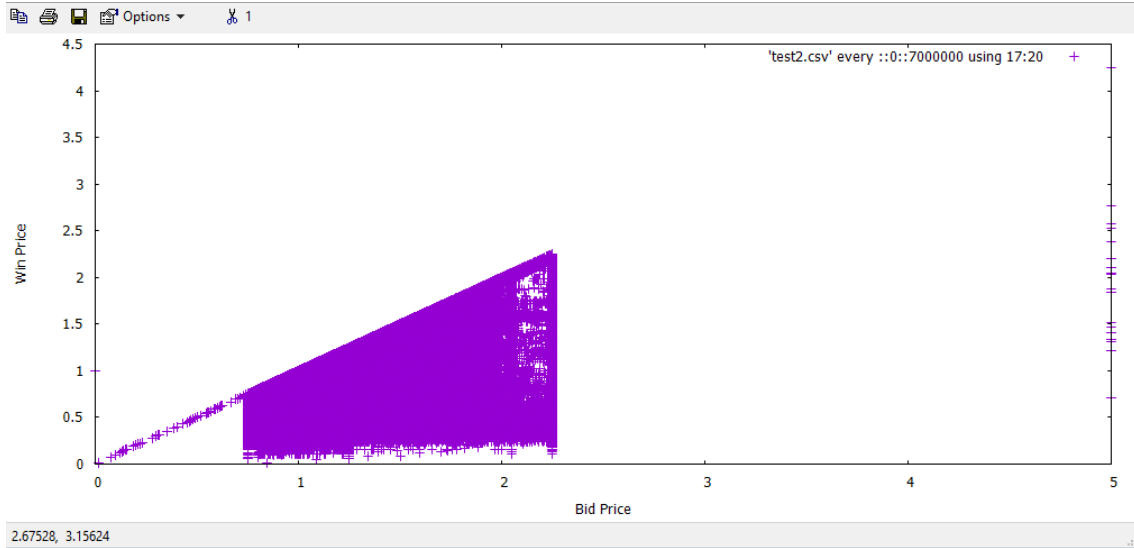 Options 1
'test2.csv' every ::0::7000000 using 17:20
4.5
4
3.5
3
2.5
2
1.5
1
0.5
0
Win Price
0 1 2 3 4 5
Bid Price
2.67528, 3.15624